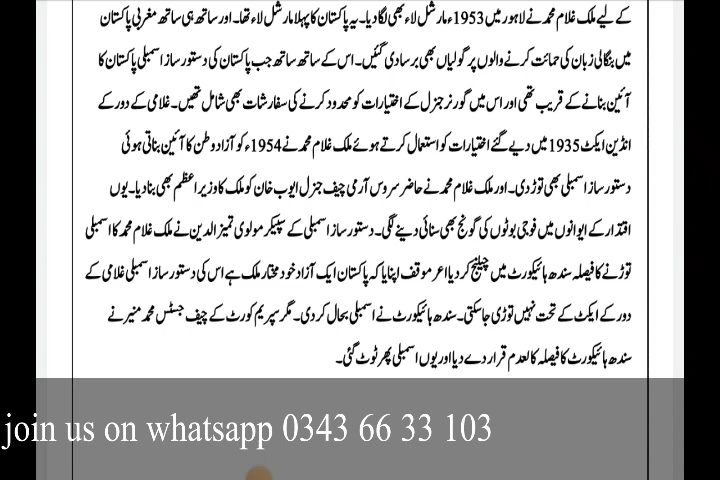 کے لیے ملک غلام محمد نے لاہور میں 1953ء مارشل لاء بھی لگا دیا۔ یہ پاکستان کا پہلا مارشل لاء تھا۔ اور ساتھ ہی ساتھ مغربی پاکستان
میں بنگالی زبان کی حمائت کرنے والوں پر گولیاں بھی برسا دی گئیں۔ اس کے ساتھ ساتھ جب پاکستان کی دستور ساز اسمبلی پاکستان کا
آئین بنانے کے قریب تھی اور اس میں گورنر جنرل کے اختیارات کو محدود کرنے کی سفارشات بھی شامل تھیں۔ غلامی کے دور کے
انڈین ایکٹ 1935 میں دیے گئے اختیارات کو استعمال کرتے ہوئے ملک غلام محمد نے 1954ء کو آزاد وطن کا آئین بناتی ہوئی
دستور ساز اسمبلی بھی توڑ دی۔ اور ملک غلام محمد نے حاضر سروس آرمی چیف جنرل ایوب خان کو ملک کا وزیر اعظم بھی بنا دیا۔ یوں
اقتدار کے ایوانوں میں فوجی بوٹوں کی گونج بھی سنائی دینے لگی۔ دستور ساز اسمبلی کے سپیکر مولوی تمیز الدین نے ملک غلام محمد کا اسمبلی
توڑنے کا فیصلہ سندھ ہائیکورٹ میں چیلنج کر دیا اعر موقف اپنایا کہ پاکستان ایک آزاد خود مختار ملک ہے اس کی دستور ساز اسمبلی غلامی کے
دور کے ایکٹ کے تحت نہیں توڑی جا سکتی۔ سندھ ہائیکورٹ نے اسمبلی بحال کر دی۔ مگر سپریم کورٹ کے چیف جسٹس محمد منیر نے
سندھ ہائیکورٹ کا فیصلہ کالعدم قرار دے دیا اور یوں اسمبلی پھر ٹوٹ گئی۔
join us on whatsapp 0343 66 33 103